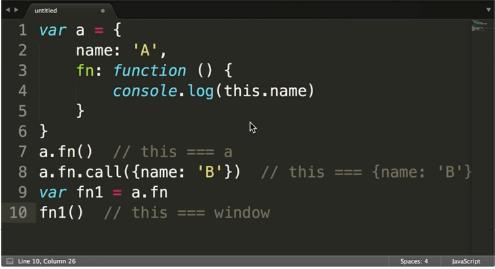 untitled
1 var a = {
2 name: 'A',
3 fn: function () {
4 console.log(this.name)
5 }
6 }
7 a.fn() // this === a
8 a.fn.call({name: 'B'}) // this === {name: 'B'}
9 var fn1 = a.fn
10 fn1() // this === window
Line 10, Column 26 Spaces: 4 JavaScript